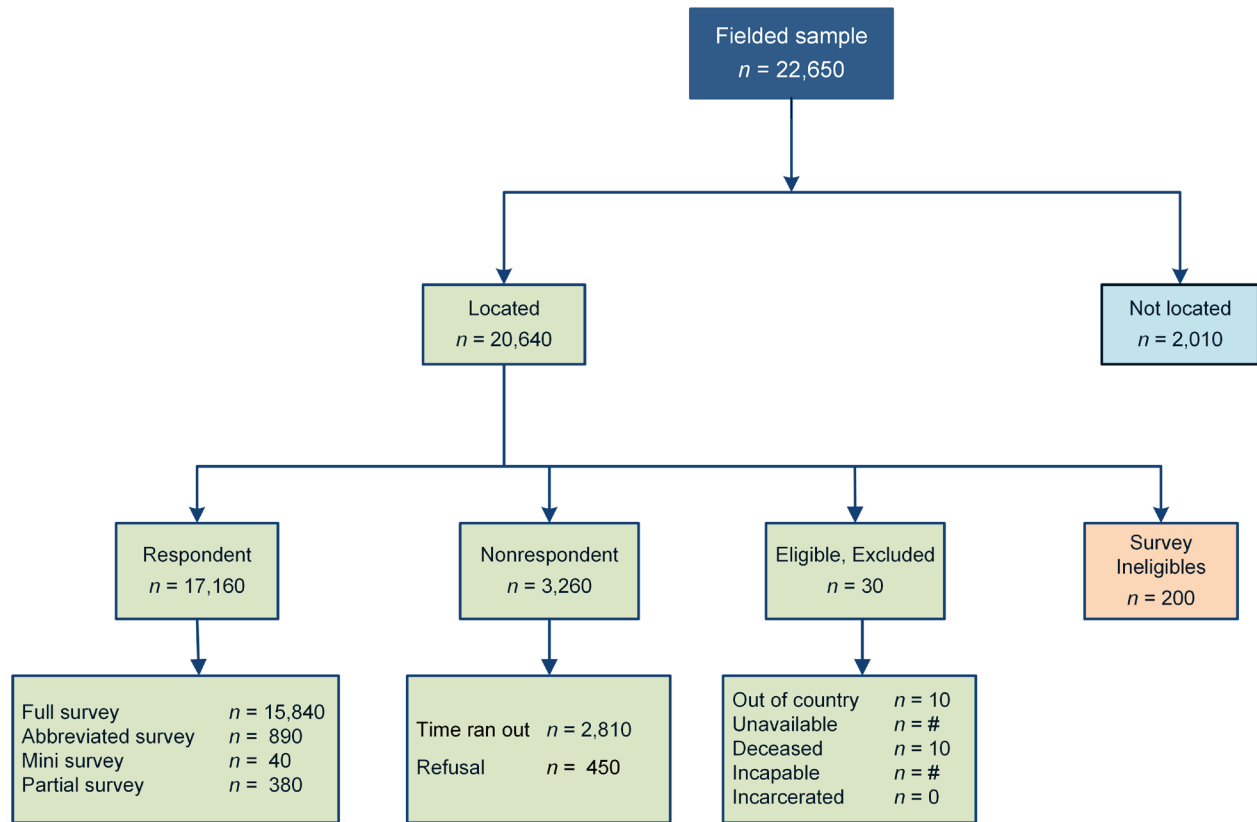 Fielded sample
n = 22,650
Located
n = 20,640
Not located
n = 2,010
Respondent
n = 17,160
Nonrespondent
n = 3,260
Eligible, Excluded
n = 30
Survey
Ineligibles
n = 200
Full survey n = 15,840
Abbreviated survey n = 890
Mini survey n = 40
Partial survey n = 380
Time ran out n = 2,810
Refusal n = 450
Out of country n = 10
Unavailable n = #
Deceased n = 10
Incapable n = #
Incarcerated n = 0